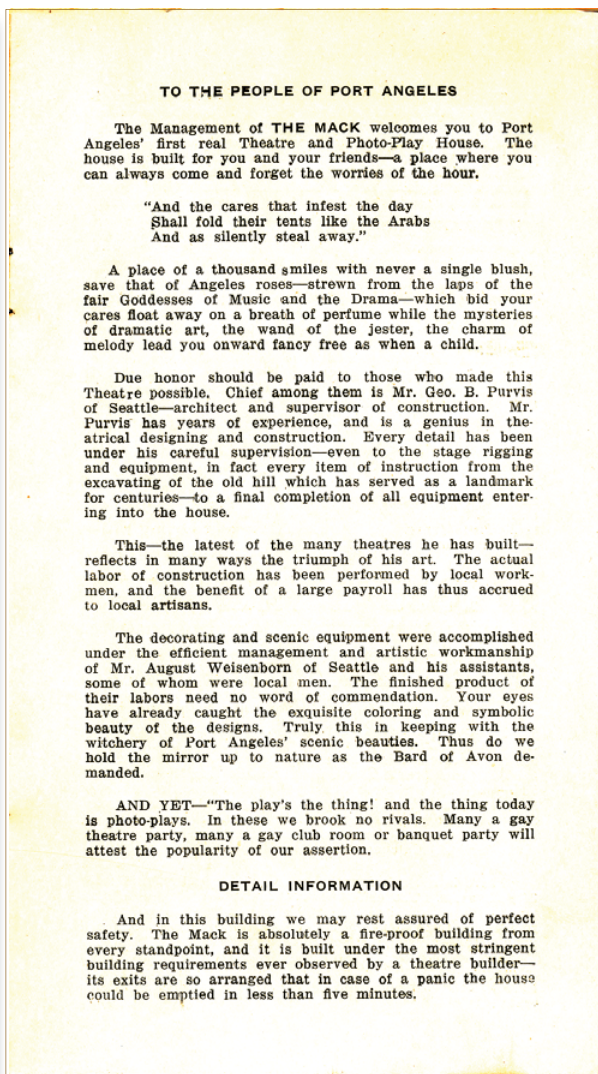 TO THE PEOPLE OF PORT ANGELES
The Management of THE MACK welcomes you to Port
Angeles' first real Theatre and Photo-Play House. The
house is built for you and your friends—a place where you
can always come and forget the worries of the hour.
"And the cares that infest the day
Shall fold their tents like the Arabs
And as silently steal away."
A place of a thousand smiles with never a single blush,
save that of Angeles roses—strewn from the laps of the
fair Goddesses of Music and the Drama—which bid your
cares float away on a breath of perfume while the mysteries
of dramatic art, the wand of the jester, the charm of
melody lead you onward fancy free as when a child.
Due honor should be paid to those who made this
Theatre possible. Chief among them is Mr. Geo. B. Purvis
of Seattle—architect and supervisor of construction. Mr.
Purvis has years of experience, and is a genius in the-
atrical designing and construction. Every detail has been
under his careful supervision—even to the stage rigging
and equipment, in fact every item of instruction from the
excavating of the old hill which has served as a landmark
for centuries—to a final completion of all equipment enter-
ing into the house.
This—the latest of the many theatres he has built—
reflects in many ways the triumph of his art. The actual
labor of construction has been performed by local work-
men, and the benefit of a large payroll has thus accrued
to local artisans.
The decorating and scenic equipment were accomplished
under the efficient management and artistic workmanship
of Mr. August Weisenborn of Seattle and his assistants,
some of whom were local men. The finished product of
their labors need no word of commendation. Your eyes
have already caught the exquisite coloring and symbolic
beauty of the designs. Truly this in keeping with the
witchery of Port Angeles' scenic beauties. Thus do we
hold the mirror up to nature as the Bard of Avon de-
manded.
AND YET—"The play's the thing! and the thing today
is photo-plays. In these we brook no rivals. Many a gay
theatre party, many a gay club room or banquet party will
attest the popularity of our assertion.
DETAIL INFORMATION
And in this building we may rest assured of perfect
safety. The Mack is absolutely a fire-proof building from
every standpoint, and it is built under the most stringent
building requirements ever observed by a theatre builder—
its exits are so arranged that in case of a panic the house
could be emptied in less than five minutes.